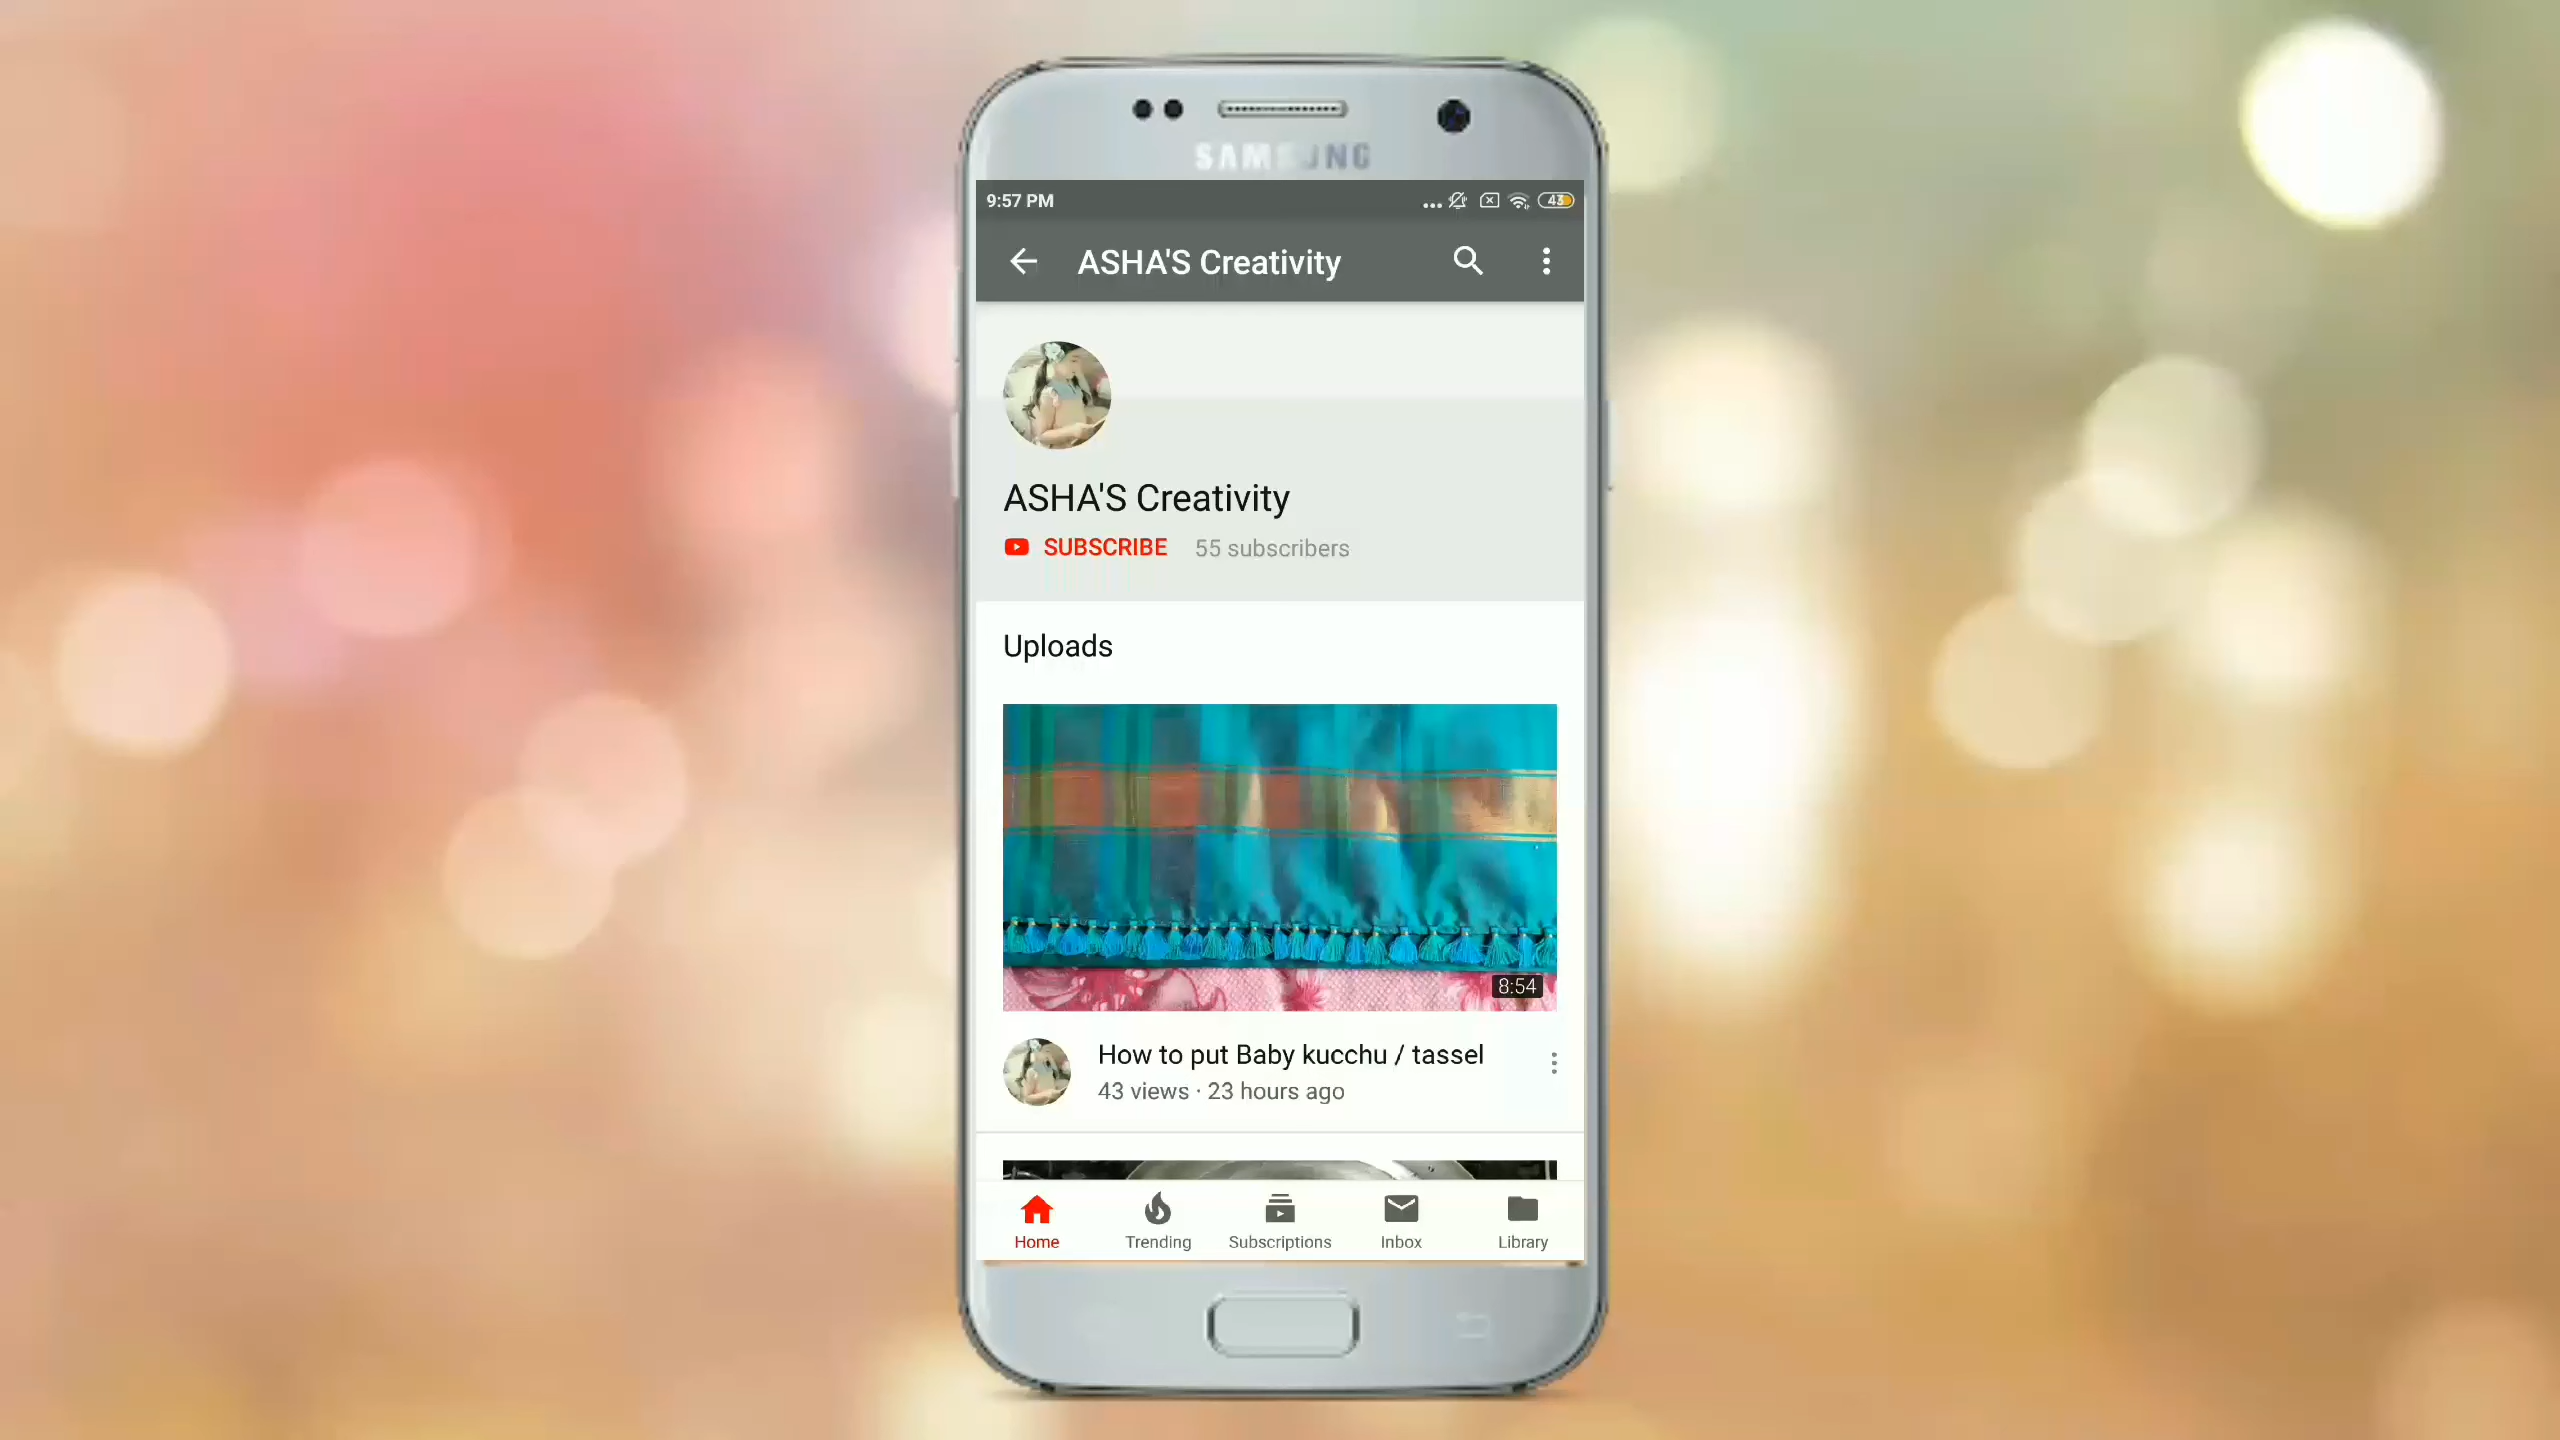 SAMSUNG
9:57 PM
43
ASHA'S Creativity
ASHA'S Creativity
SUBSCRIBE 55 subscribers
Uploads
8:54
How to put Baby kucchu / tassel
43 views · 23 hours ago
Home Trending Subscriptions Inbox Library